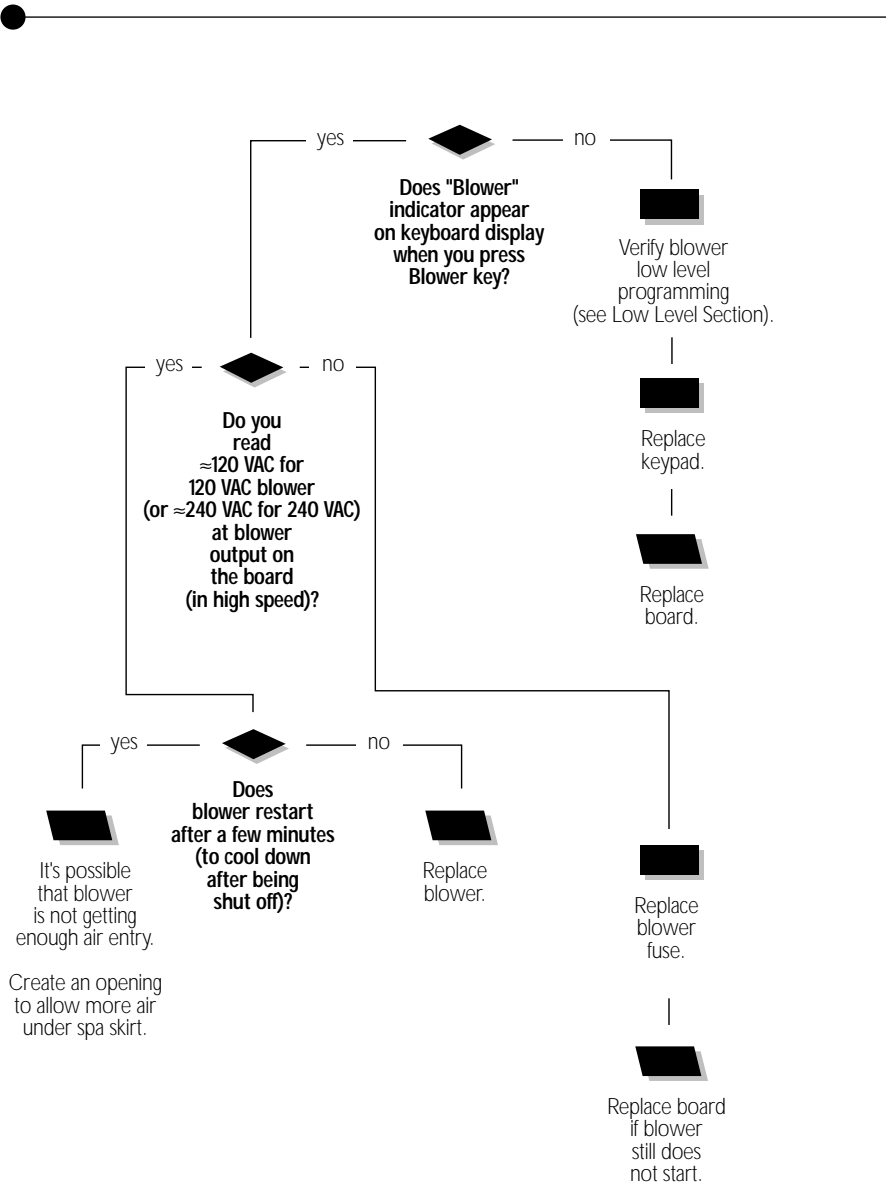 yes
no
Does "Blower"
indicator appear
on keyboard display
when you press
Blower key?
Verify blower
low level
programming
(see Low Level Section).
Replace
keypad.
Replace
board.
yes
no
Do you
read
≈120 VAC for
120 VAC blower
(or ≈240 VAC for 240 VAC)
at blower
output on
the board
(in high speed)?
yes
no
Does
blower restart
after a few minutes
(to cool down
after being
shut off)?
It's possible
that blower
is not getting
enough air entry.
Create an opening
to allow more air
under spa skirt.
Replace
blower.
Replace
blower
fuse.
Replace board
if blower
still does
not start.